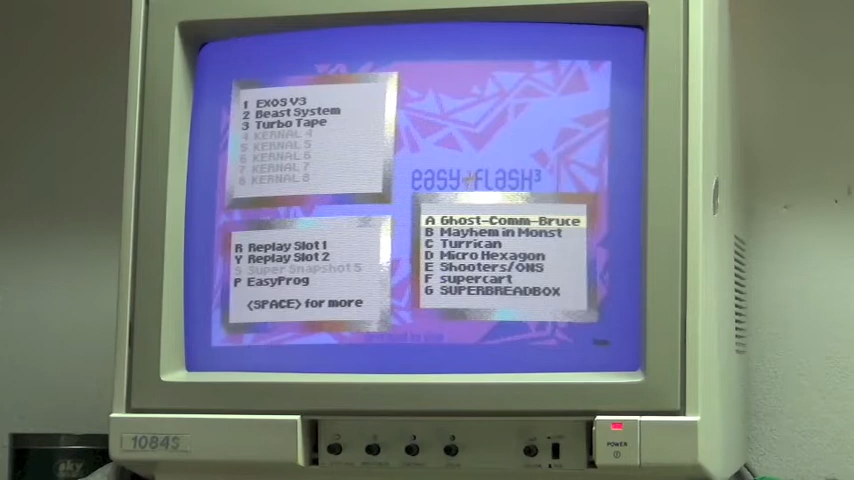 1 EXOS V3
2 Beast System
3 Turbo Tape
4 KERNAL 4
5 KERNAL 5
6 KERNAL 6
7 KERNAL 7
8 KERNAL 8
easy flash³
A Ghost-Comm-Bruce
B Mayhem in Monst
C Turrican
D Micro Hexagon
E Shooters/ONS
F supercart
G SUPERBREADBOX
R Replay Slot 1
Y Replay Slot 2
S Super Snapshot 5
P EasyProg
<SPACE> for more
1084S
POWER
sky